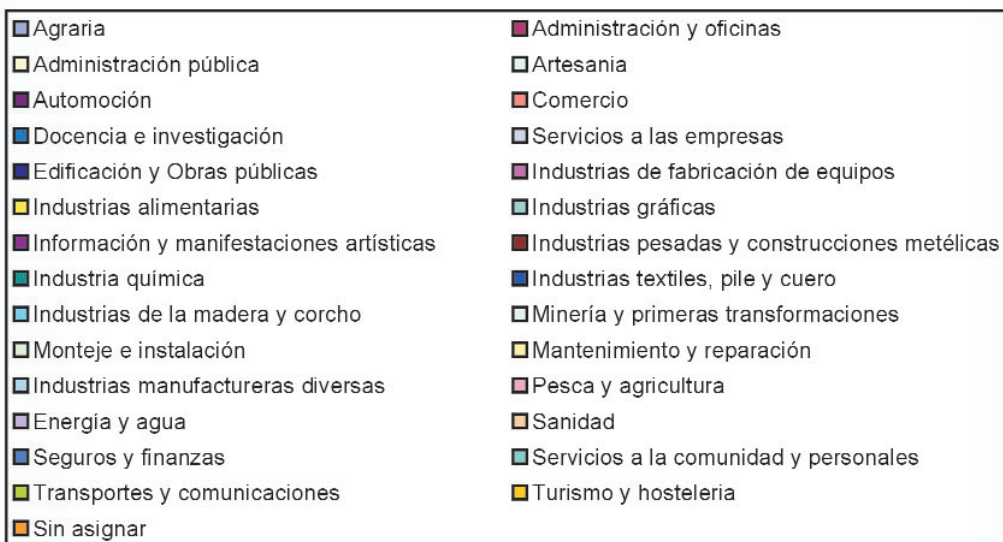 Agraria Administración y oficinas
Administración pública Artesania
Automoción Comercio
Docencia e investigación Servicios a las empresas
Edificación y Obras públicas Industrias de fabricación de equipos
Industrias alimentarias Industrias gráficas
Información y manifestaciones artísticas Industrias pesadas y construcciones metélicas
Industria química Industrias textiles, pile y cuero
Industrias de la madera y corcho Minería y primeras transformaciones
Monteje e instalación Mantenimiento y reparación
Industrias manufactureras diversas Pesca y agricultura
Energía y agua Sanidad
Seguros y finanzas Servicios a la comunidad y personales
Transportes y comunicaciones Turismo y hosteleria
Sin asignar